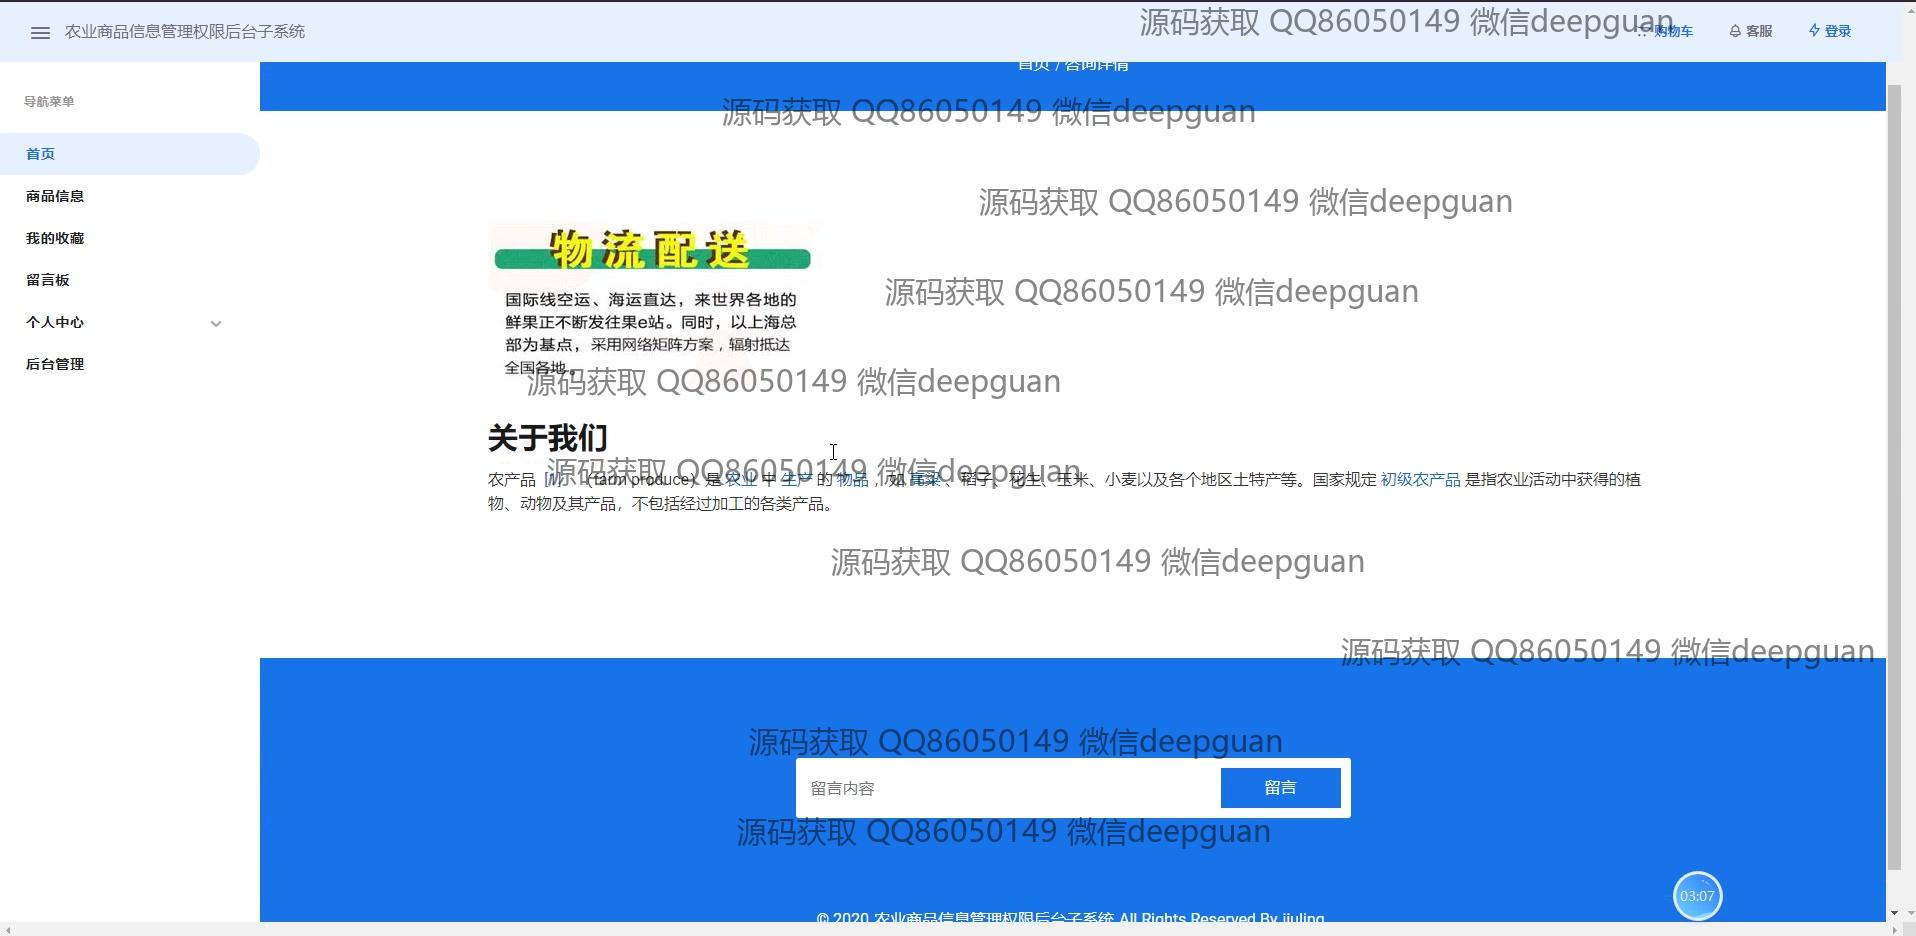 源码获取 QQ86050149 微信deepguan
农业商品信息管理权限后台子系统
购物车
客服
登录
首页 / 咨询详情
导航菜单
源码获取 QQ86050149 微信deepguan
首页
商品信息
源码获取 QQ86050149 微信deepguan
我的收藏
物流配送
留言板
源码获取 QQ86050149 微信deepguan
国际线空运、海运直达，来世界各地的
鲜果正不断发往果e站。同时，以上海总
部为基点，采用网络矩阵方案，辐射抵达
全国各地。
个人中心
后台管理
源码获取 QQ86050149 微信deepguan
关于我们
源码获取 QQ86050149 微信deepguan
农产品 （farm produce）是 农业 中 生产 的 物品 ，如 高粱 、稻子、花生、玉米、小麦以及各个地区土特产等。国家规定 初级农产品 是指农业活动中获得的植
物、动物及其产品，不包括经过加工的各类产品。
源码获取 QQ86050149 微信deepguan
源码获取 QQ86050149 微信deepguan
源码获取 QQ86050149 微信deepguan
留言内容
留言
源码获取 QQ86050149 微信deepguan
03:07
© 2020 农业商品信息管理权限后台子系统 All Rights Reserved By jiuling